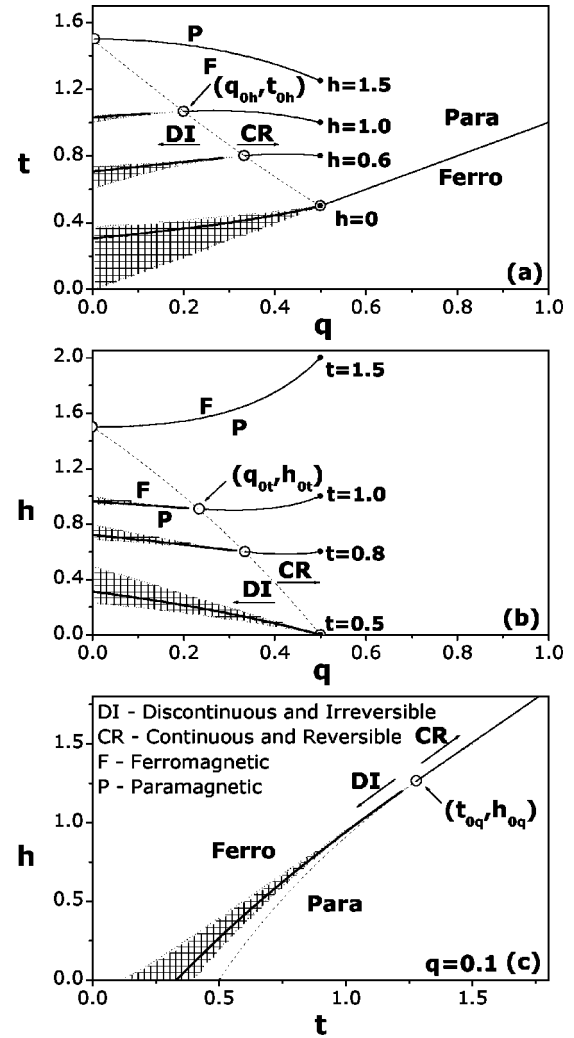 1.6
P
F
(q0h,t0h)
h=1.5
1.2
h=1.0
Para
t
DI
CR
0.8
h=0.6
Ferro
0.4
h=0
(a)
0.0
0.0 0.2 0.4 0.6 0.8 1.0
q
2.0
t=1.5
F
1.6
P
(q0t,h0t)
1.2
F
t=1.0
h
P
0.8
t=0.8
CR
0.4
DI
t=0.5
(b)
0.0
0.0 0.2 0.4 0.6 0.8 1.0
q
DI - Discontinuous and Irreversible
CR - Continuous and Reversible
CR
1.5
F - Ferromagnetic
DI
P - Paramagnetic
(t0q,h0q)
1.0
h
Ferro
0.5
Para
q=0.1 (c)
0.0
0.0 0.5 1.0 1.5
t